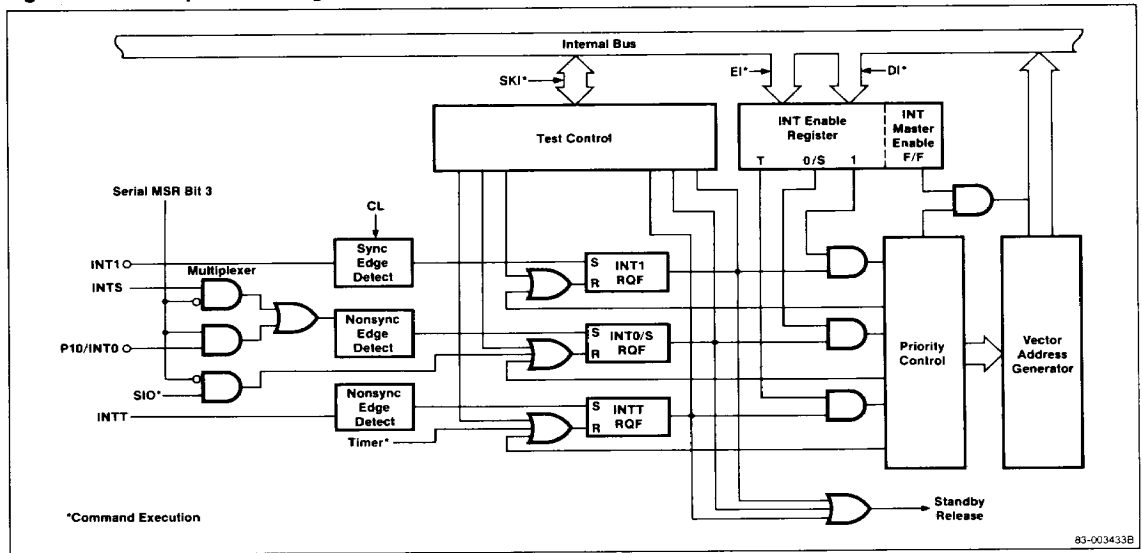 Internal Bus
SKI*
EI*
DI*
Test Control
INT Enable
Register
INT
Master
Enable
F/F
T 0/S 1
Serial MSR Bit 3
CL
Sync
Edge
Detect
INT1
Multiplexer
INTS
S
R
INT1
RQF
Nonsync
Edge
Detect
P10/INT0
S
R
INT0/S
RQF
SIO*
INTT
Nonsync
Edge
Detect
Timer*
S
R
INTT
RQF
Priority
Control
Vector
Address
Generator
Standby
Release
*Command Execution
83-003433B